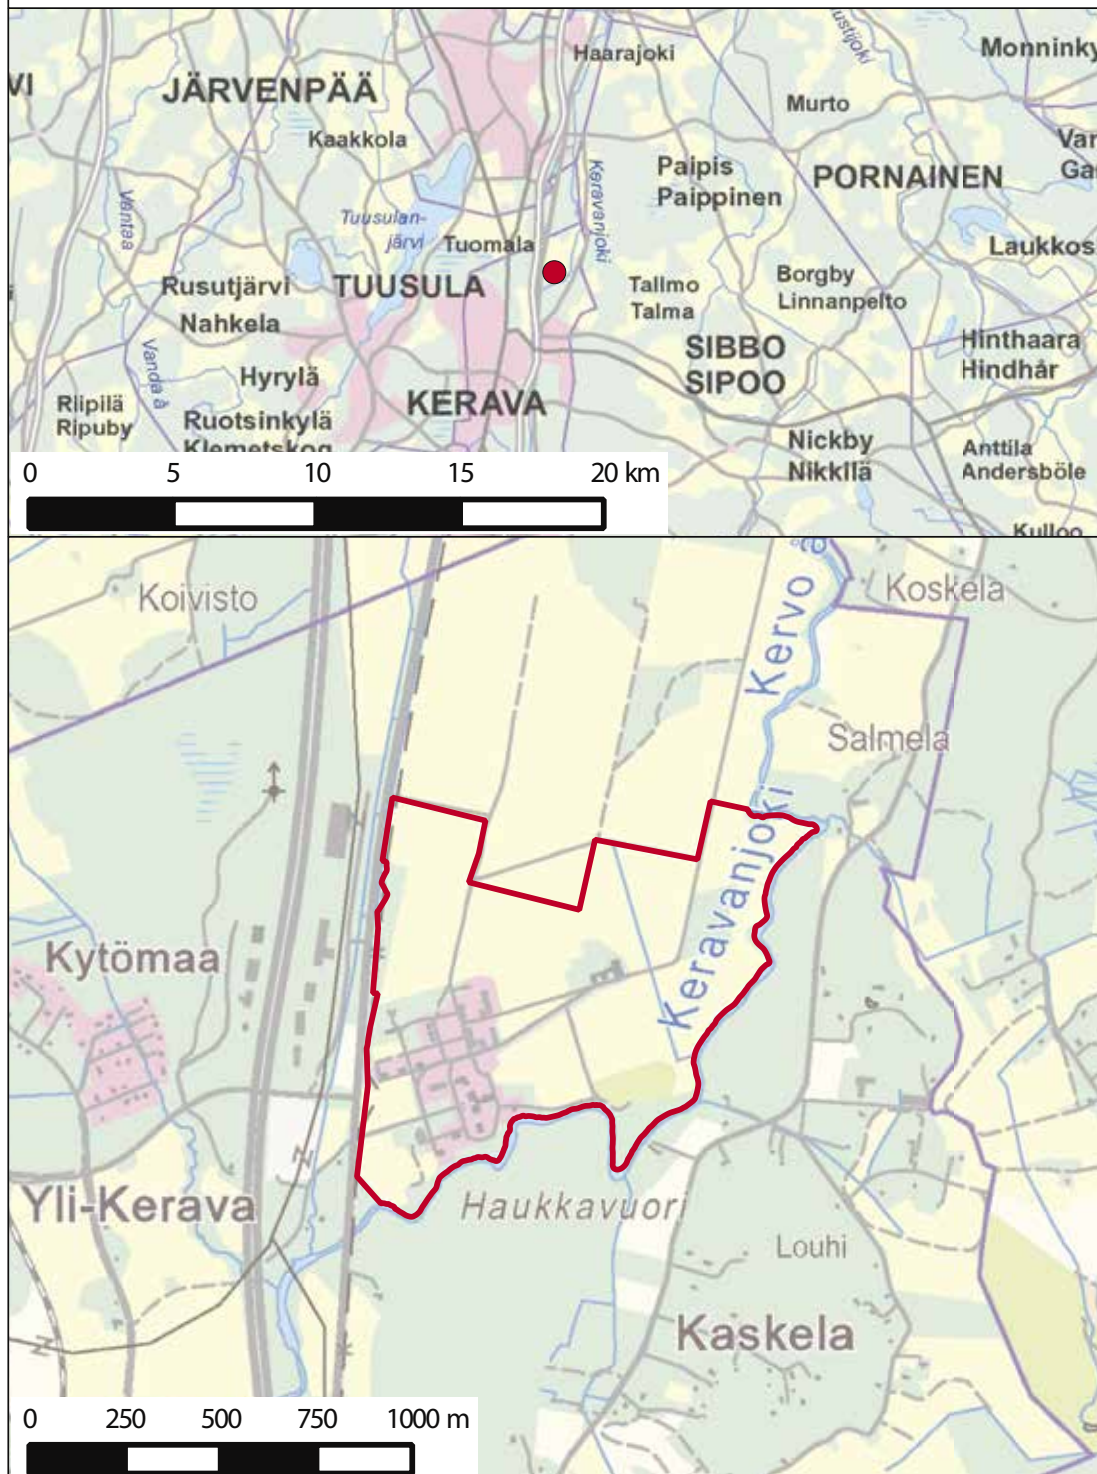 Haarajoki
ustijoki
Monninky
VI
JÄRVENPÄÄ
Murto
Kaakkola
Paipis
Paippinen
PORNAINEN
Var
Ga
Vantaa
Keravanjoki
Tuusulan-
järvi
Tuomala
Laukkos
Rusutjärvi
TUUSULA
Tallmo
Talma
Borgby
Linnanpelto
Nahkela
SIBBO
SIPOO
Hinthaara
Hindhår
Vanda å
Hyrylä
KERAVA
Riipilä
Ripuby
Ruotsinkylä
Klemetskog
Nickby
Nikkilä
Anttila
Andersböle
Kulloo
0 5 10 15 20 km
Koivisto
Kervo å
Koskela
Salmela
Keravanjoki
Kytömaa
Yli-Kerava
Haukkavuori
Louhi
Kaskela
0 250 500 750 1000 m